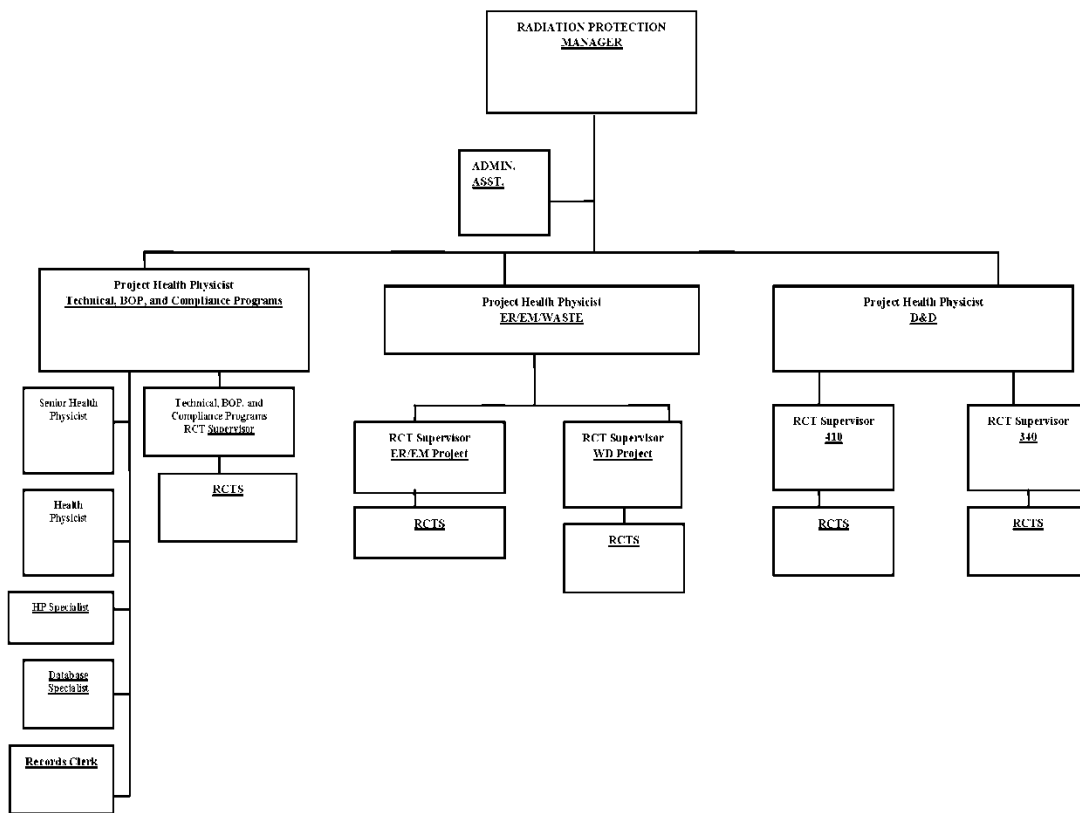 RADIATION PROTECTION
MANAGER
ADMIN.
ASST.
Project Health Physicist
Technical, BOP, and Compliance Programs
Project Health Physicist
ER/EM/WASTE
Project Health Physicist
D&D
Senior Health
Physicist
Technical, BOP, and
Compliance Programs
RCT Supervisor
RCTS
Health
Physicist
HP Specialist
Database
Specialist
Records Clerk
RCT Supervisor
ER/EM Project
RCTS
RCT Supervisor
WD Project
RCTS
RCT Supervisor
410
RCTS
RCT Supervisor
340
RCTS